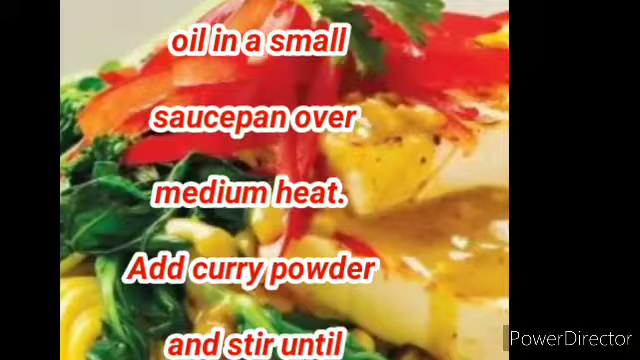 oil in a small
saucepan over
medium heat.
Add curry powder
and stir until
PowerDirector